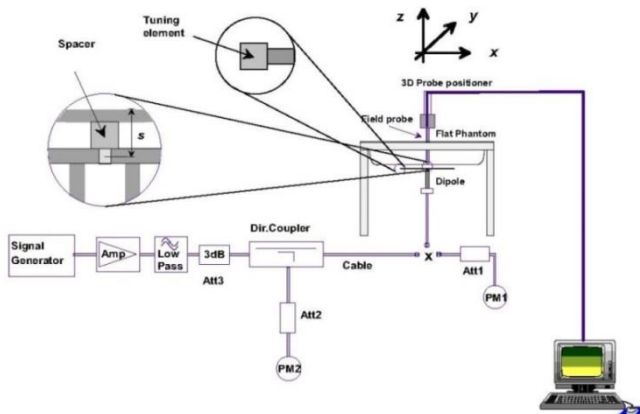 Tuning
element
Spacer
z
y
x
3D Probe positioner
Field probe
Flat Phantom
s
Dipole
Signal
Generator
Amp
Low
Pass
3dB
Att3
Dir.Coupler
Cable
x
Att1
PM1
Att2
PM2